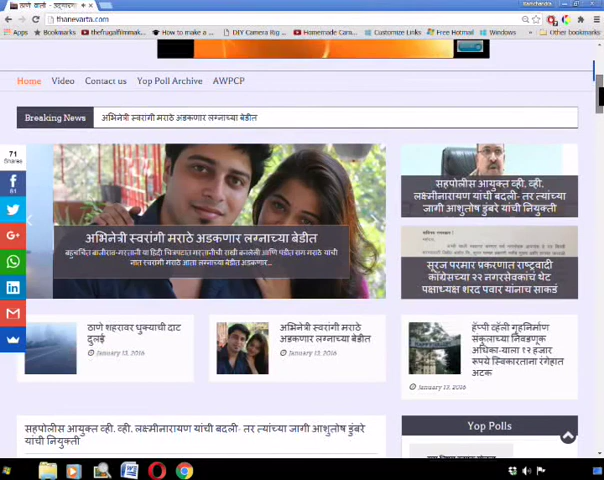 ठाणे वार्ता - ठाणेनगरी
Ramchandra
thanevarta.com
Apps Bookmarks thefrugalfilmmak How to make a DIY Camera Rig Homemade Cam Free Hotmail Windows Other bookmarks
Home Video Contact us Yop Poll Archive AWPCP
Breaking News अभिनेत्री स्वरांगी मराठे अडकणार लग्नाच्या बेडीत
71
Shares
81
अभिनेत्री स्वरांगी मराठे अडकणार लग्नाच्या बेडीत
सहपोलीस आयुक्त व्ही. व्ही.
लक्ष्मीनारायण यांची बदली- तर त्यांच्या
जागी आशुतोष डुंबरे यांची नियुक्ती
सूरज परमार प्रकरणात राष्ट्रवादी
काँग्रेसच्या २२ नगरसेवकांचे थेट
पक्षाध्यक्ष शरद पवार यांनाच साकडं
ठाणे शहरावर धुक्याची दाट
दुलई
January 13, 2016
अभिनेत्री स्वरांगी मराठे
अडकणार लग्नाच्या बेडीत
January 13, 2016
हॅप्पी व्हॅली गृहनिर्माण
संकुलाच्या निवडणूक
अधिका-याला १२ हजार
रूपये स्विकारताना रंगेहात
अटक
January 13, 2016
सहपोलीस आयुक्त व्ही. व्ही. लक्ष्मीनारायण यांची बदली- तर त्यांच्या जागी आशुतोष डुंबरे
यांची नियुक्ती
Yop Polls